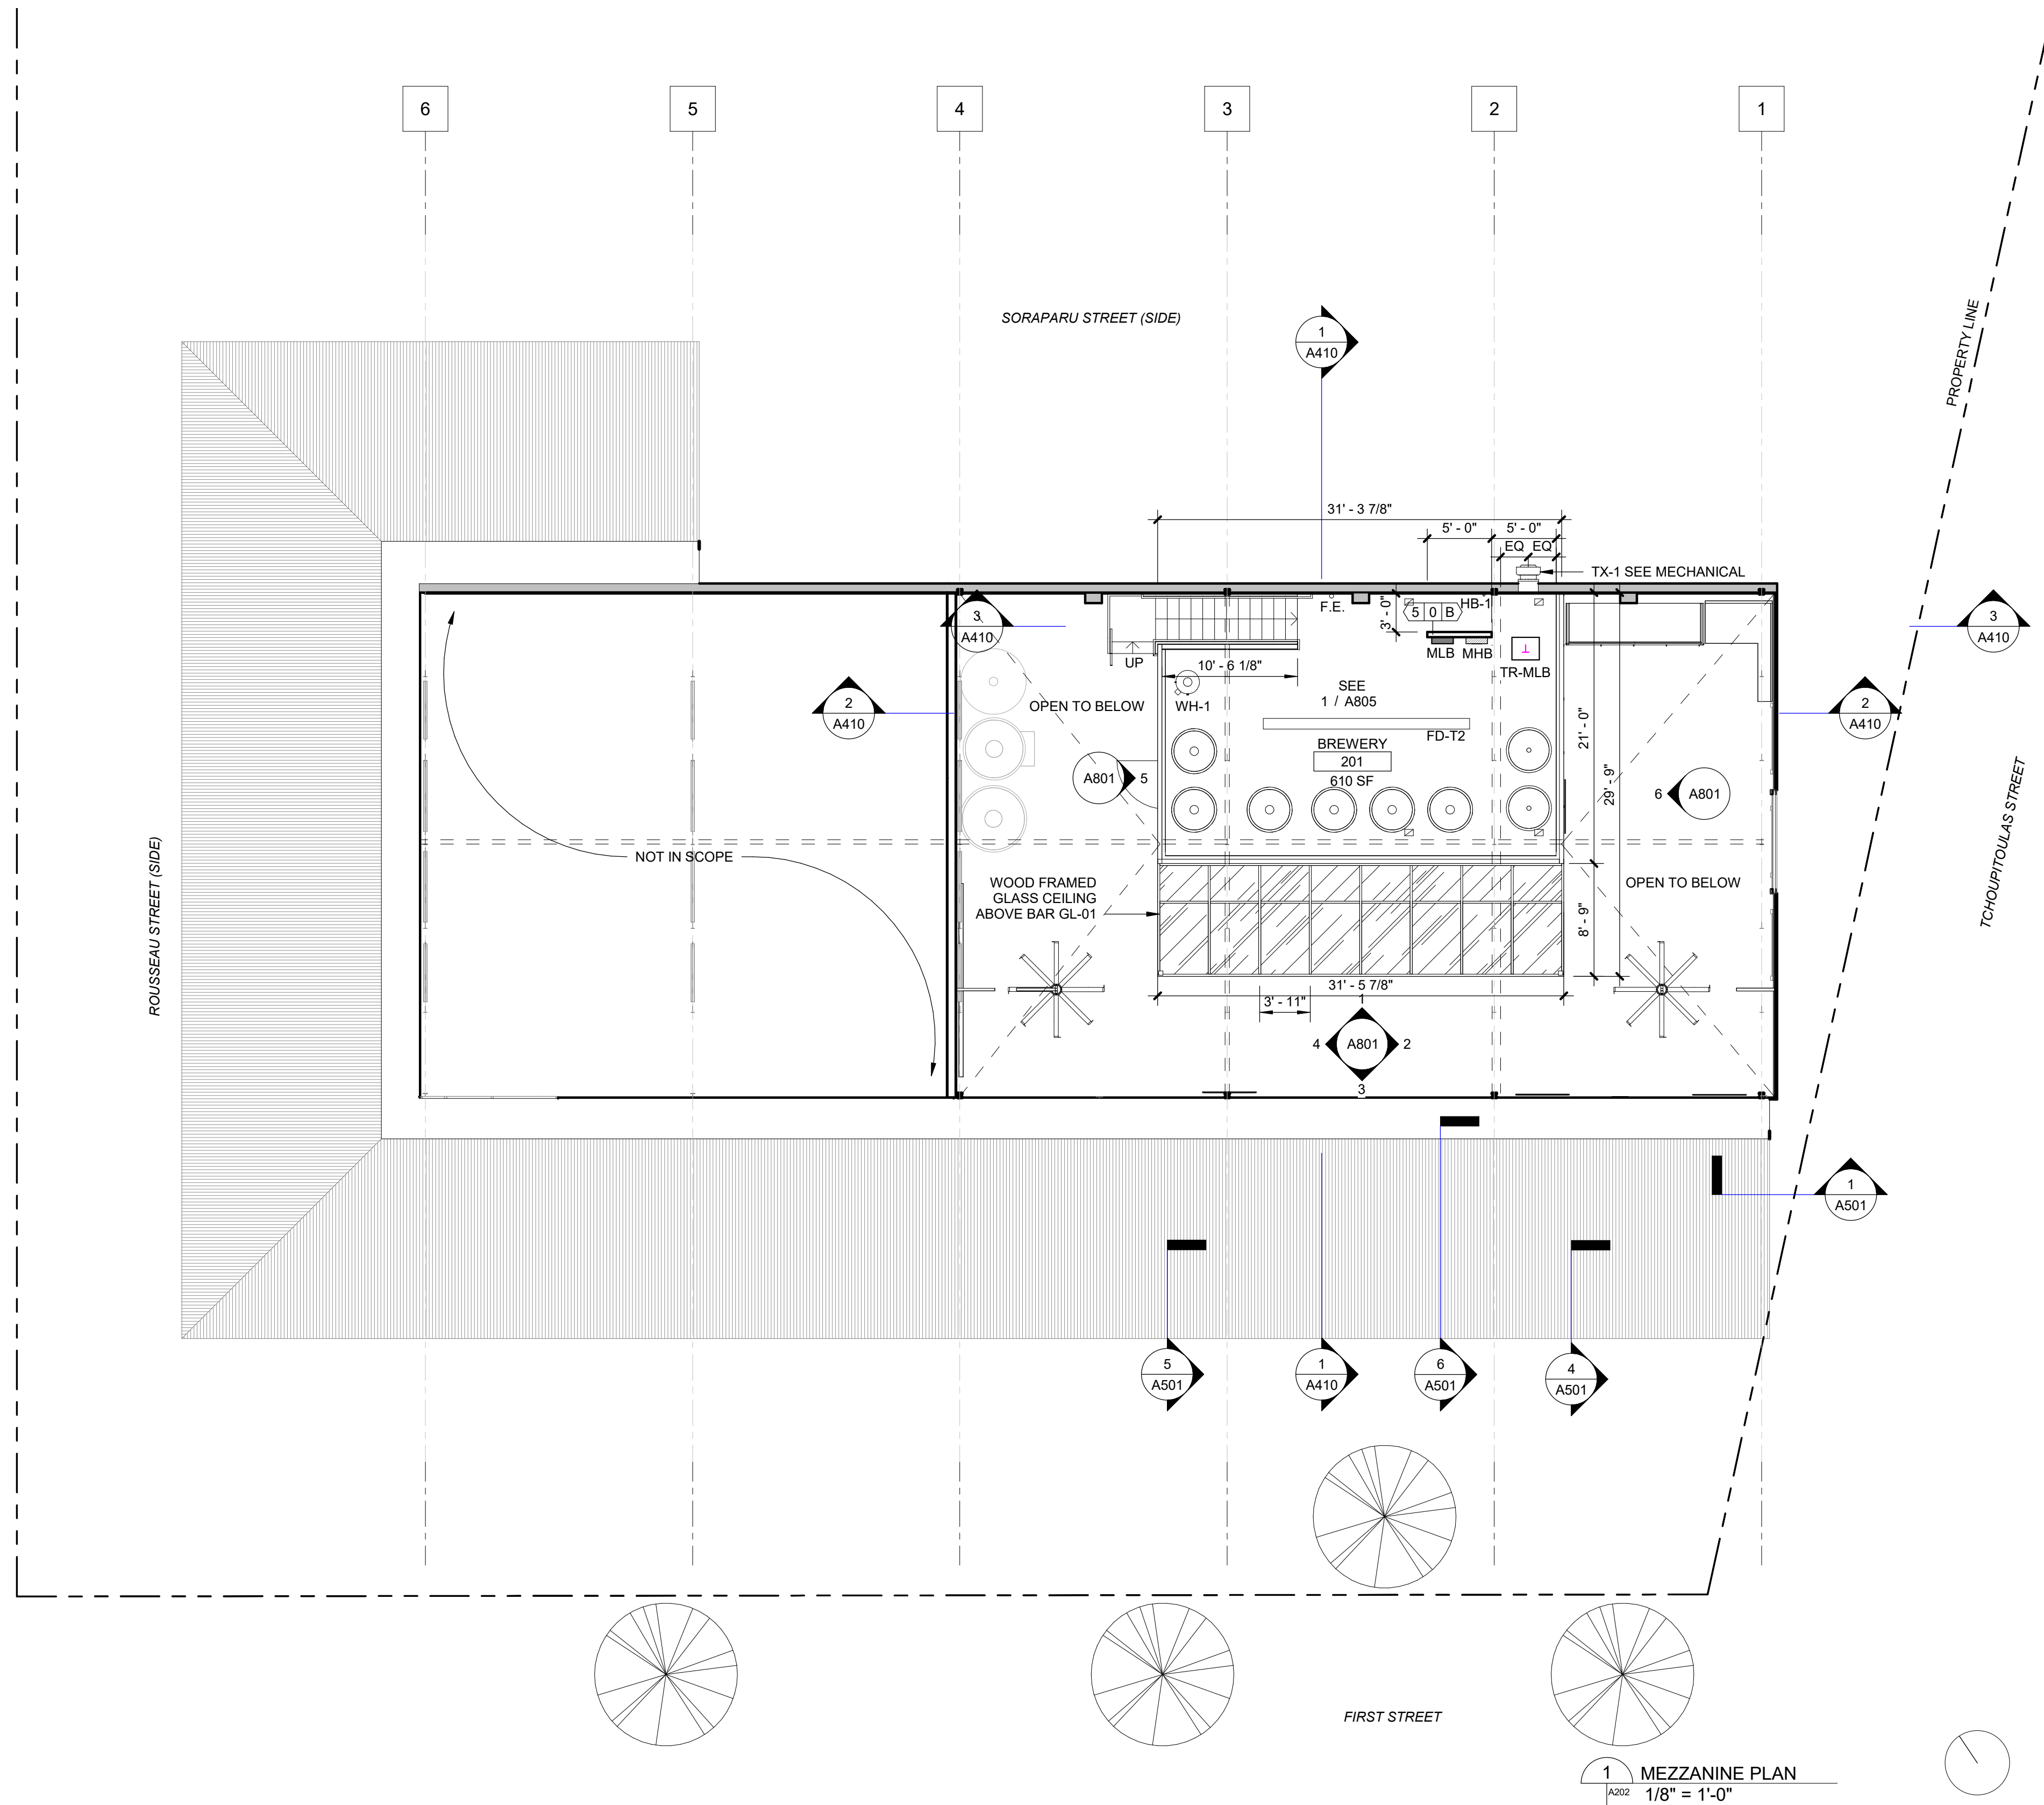 6
5
4
3
2
1
SORAPARU STREET (SIDE)
1
A410
PROPERTY LINE
31' - 3 7/8"
5' - 0"
5' - 0"
EQ
EQ
TX-1 SEE MECHANICAL
3
A410
F.E.
3' - 0"
5 0 B
HB-1
3
A410
UP
10' - 6 1/8"
MLB
MHB
TR-MLB
2
A410
OPEN TO BELOW
WH-1
SEE
1 / A805
FD-T2
21' - 0"
2
A410
BREWERY
201
610 SF
A801
5
29' - 9"
6
A801
TCHOUPITOULAS STREET
ROUSSEAU STREET (SIDE)
NOT IN SCOPE
WOOD FRAMED
GLASS CEILING
ABOVE BAR GL-01
OPEN TO BELOW
8' - 9"
31' - 5 7/8"
3' - 11"
1
4
A801
2
3
1
A501
5
A501
1
A410
6
A501
4
A501
FIRST STREET
1
A202
MEZZANINE PLAN
1/8" = 1'-0"